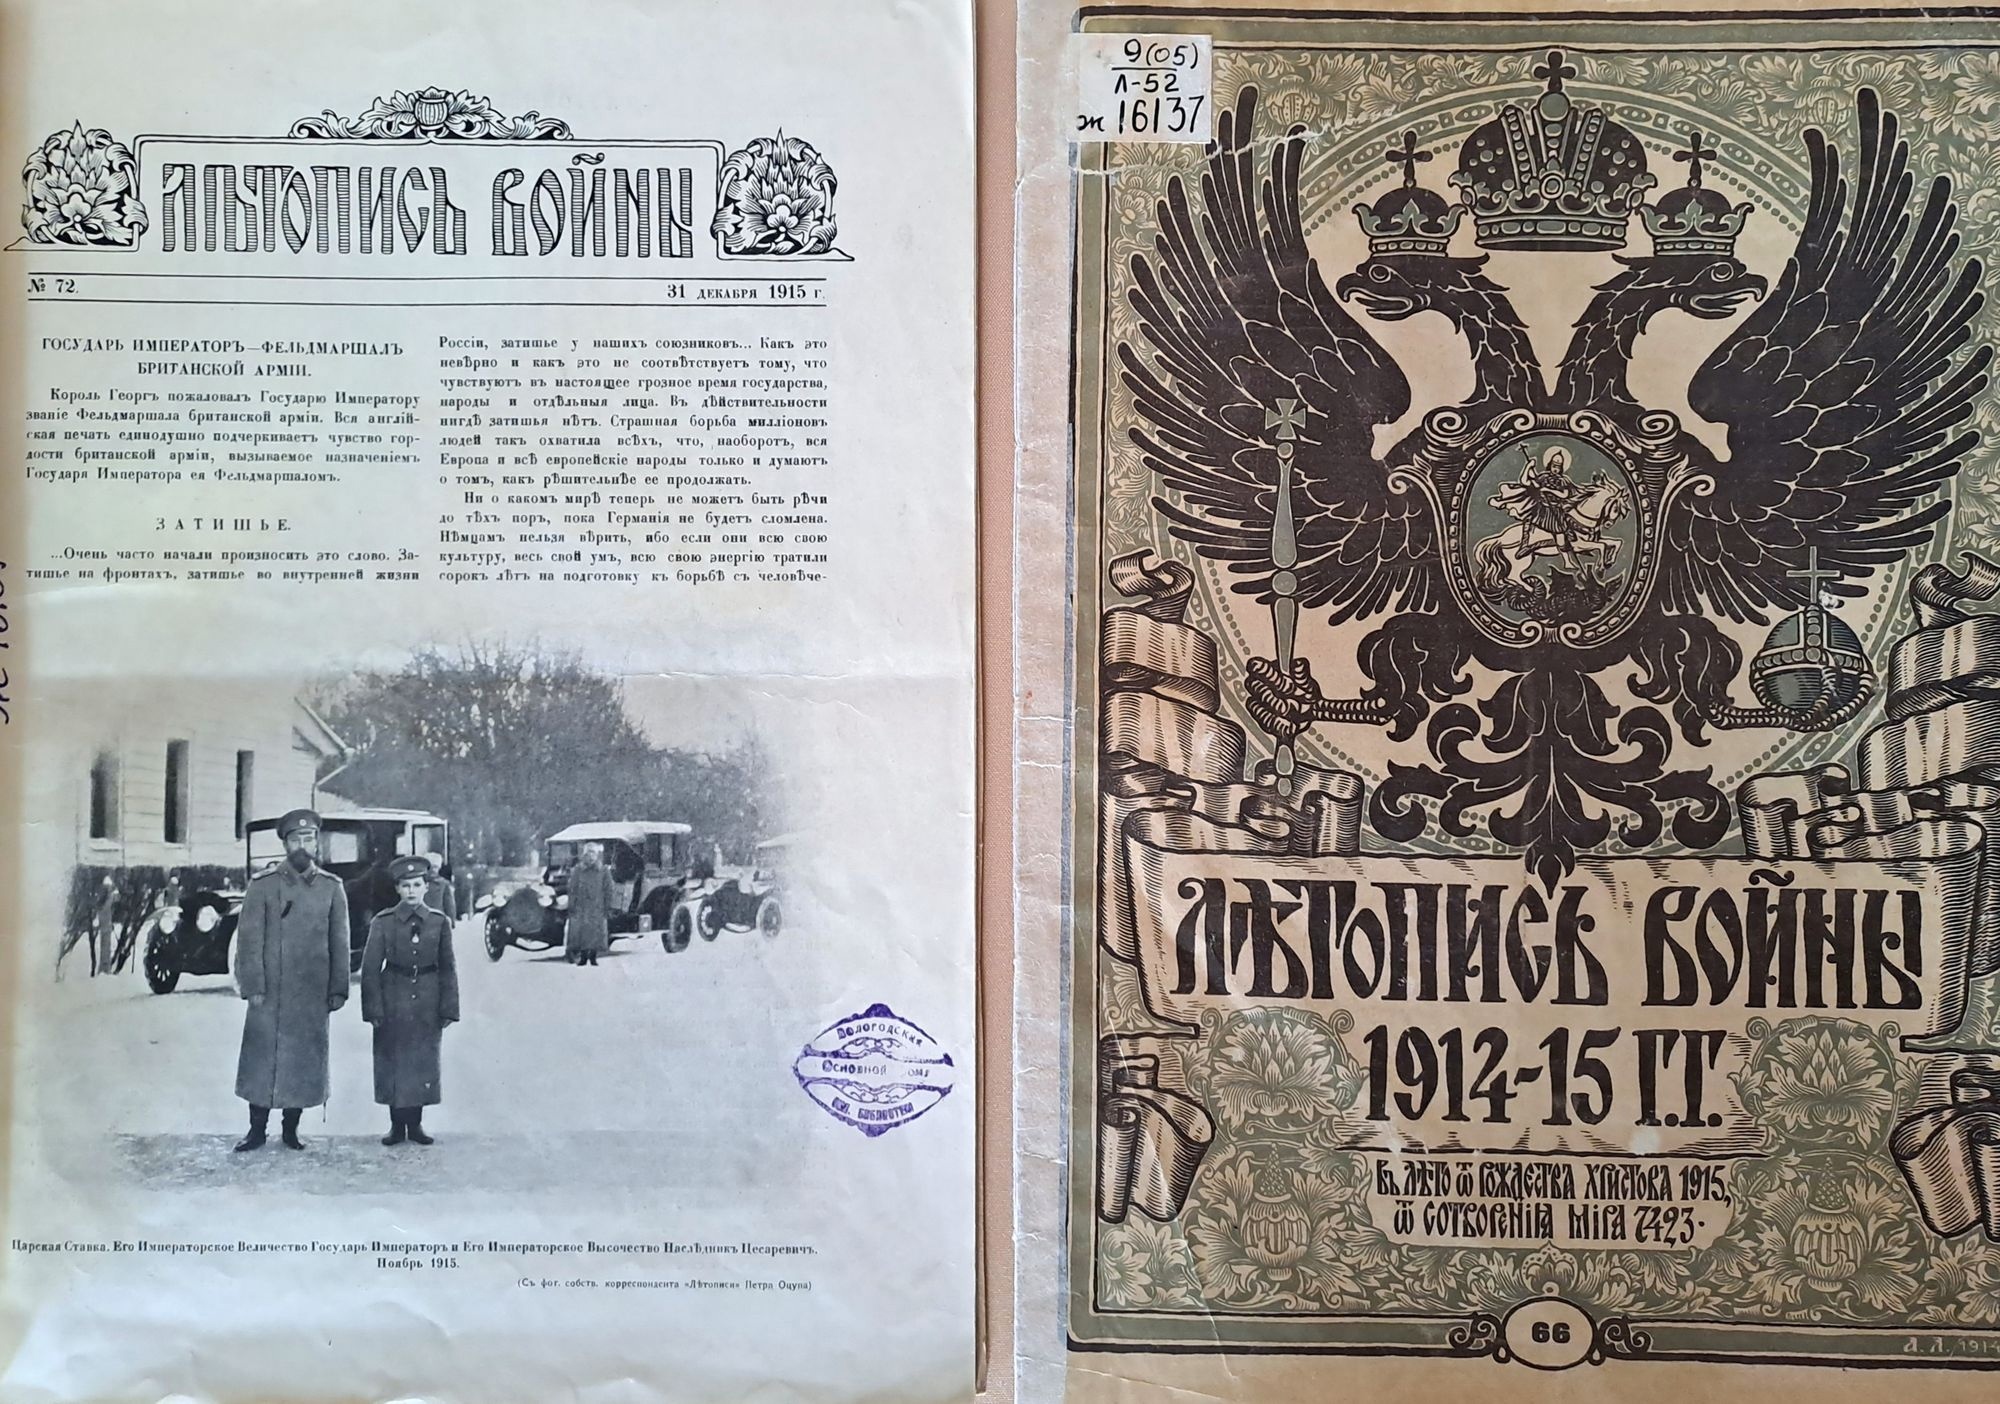 ЛѢТОПИСЬ ВОЙНЫ
№ 72.
31 ДЕКАБРЯ 1915 Г.
ГОСУДАРЬ ИМПЕРАТОРЪ—ФЕЛЬДМАРШАЛЪ
БРИТАНСКОЙ АРМІИ.
Король Георгъ пожаловалъ Государю Императору
званіе Фельдмаршала британской арміи. Вся англій-
ская печать единодушно подчеркиваетъ чувство гор-
дости британской арміи, вызываемое назначеніемъ
Государя Императора ея Фельдмаршаломъ.
ЗАТИШЬЕ.
...Очень часто начали произносить это слово. За-
тишье на фронтахъ, затишье во внутренней жизни
Россіи, затишье у нашихъ союзниковъ... Какъ это
невѣрно и какъ это не соотвѣтствуетъ тому, что
чувствуютъ въ настоящее грозное время государства,
народы и отдѣльныя лица. Въ дѣйствительности
нигдѣ затишья нѣтъ. Страшная борьба милліоновъ
людей такъ охватила всѣхъ, что, наоборотъ, вся
Европа и всѣ европейскіе народы только и думаютъ
о томъ, какъ рѣшительнѣе ее продолжать.
Ни о какомъ мирѣ теперь не можетъ быть рѣчи
до тѣхъ поръ, пока Германія не будетъ сломлена.
Нѣмцамъ нельзя вѣрить, ибо если они всю свою
культуру, весь свой умъ, всю свою энергію тратили
сорокъ лѣтъ на подготовку къ борьбѣ съ человѣче-
Вологодская
Основной
обл. библиотека
Царская Ставка. Его Императорское Величество Государь Императоръ и Его Императорское Высочество Наслѣдникъ Цесаревичъ.
Ноябрь 1915.
(Съ фот. собств. корреспондента «Лѣтописи» Петра Оцупа)
9(05)
Л-52
ж 16137
ЛѢТОПИСЬ ВОЙНЫ
1914-15 Г.Г.
ВЪ ЛѢТО Ѿ РОЖДЕСТВА ХРИСТОВА 1915,
Ѿ СОТВОРЕНІЯ МІРА 7423.
66
А. Л. 1914